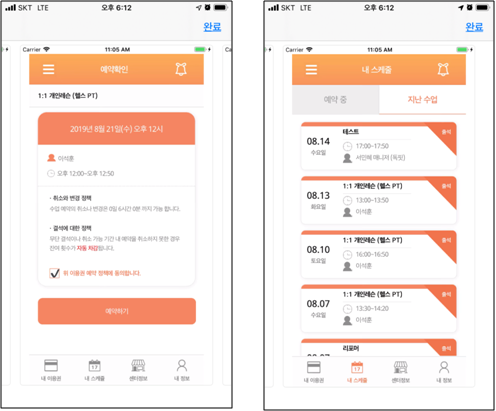 SKT LTE
오후 6:12
완료
Carrier
11:05 AM
예약확인
1:1 개인레슨 (헬스 PT)
2019년 8월 21일(수) 오후 12시
이석훈
오후 12:00~오후 12:50
· 취소와 변경 정책
수업 예약의 취소나 변경은 0일 6시간 0분 까지 가능 합니다.
· 결석에 대한 정책
무단 결석이나 취소 가능 기간 내 예약을 취소하지 못한 경우
잔여 횟수가 자동 차감됩니다.
위 이용권 예약 정책에 동의합니다.
예약하기
내 이용권
내 스케줄
센터정보
내 정보
SKT LTE
오후 6:12
완료
Carrier
11:05 AM
내 스케줄
예약 중
지난 수업
08.14
수요일
테스트
17:00~17:50
출석
08.13
화요일
1:1 개인레슨 (헬스 PT)
13:00~13:50
이석훈
출석
08.10
토요일
1:1 개인레슨 (헬스 PT)
16:00~16:50
이석훈
출석
08.07
수요일
1:1 개인레슨 (헬스 PT)
13:30~14:20
이석훈
출석
리포머
출석
내 이용권
내 스케줄
센터정보
내 정보